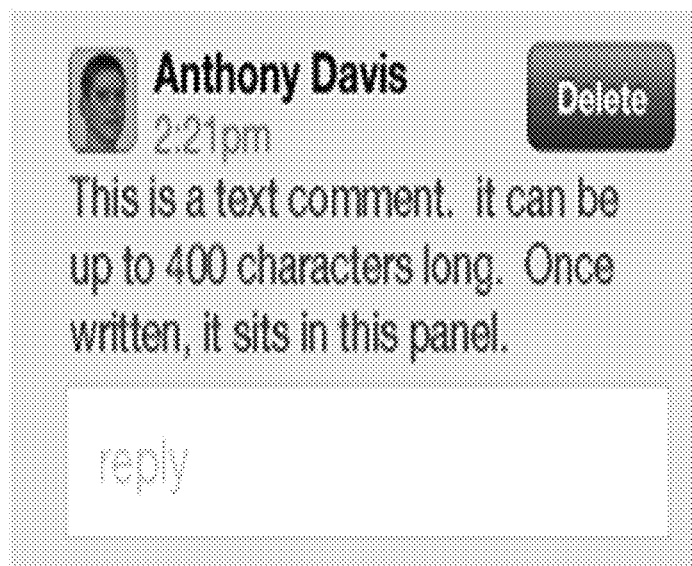 Anthony Davis
Delete
2:21pm
This is a text comment.  it can be
up to 400 characters long.  Once
written, it sits in this panel.
reply